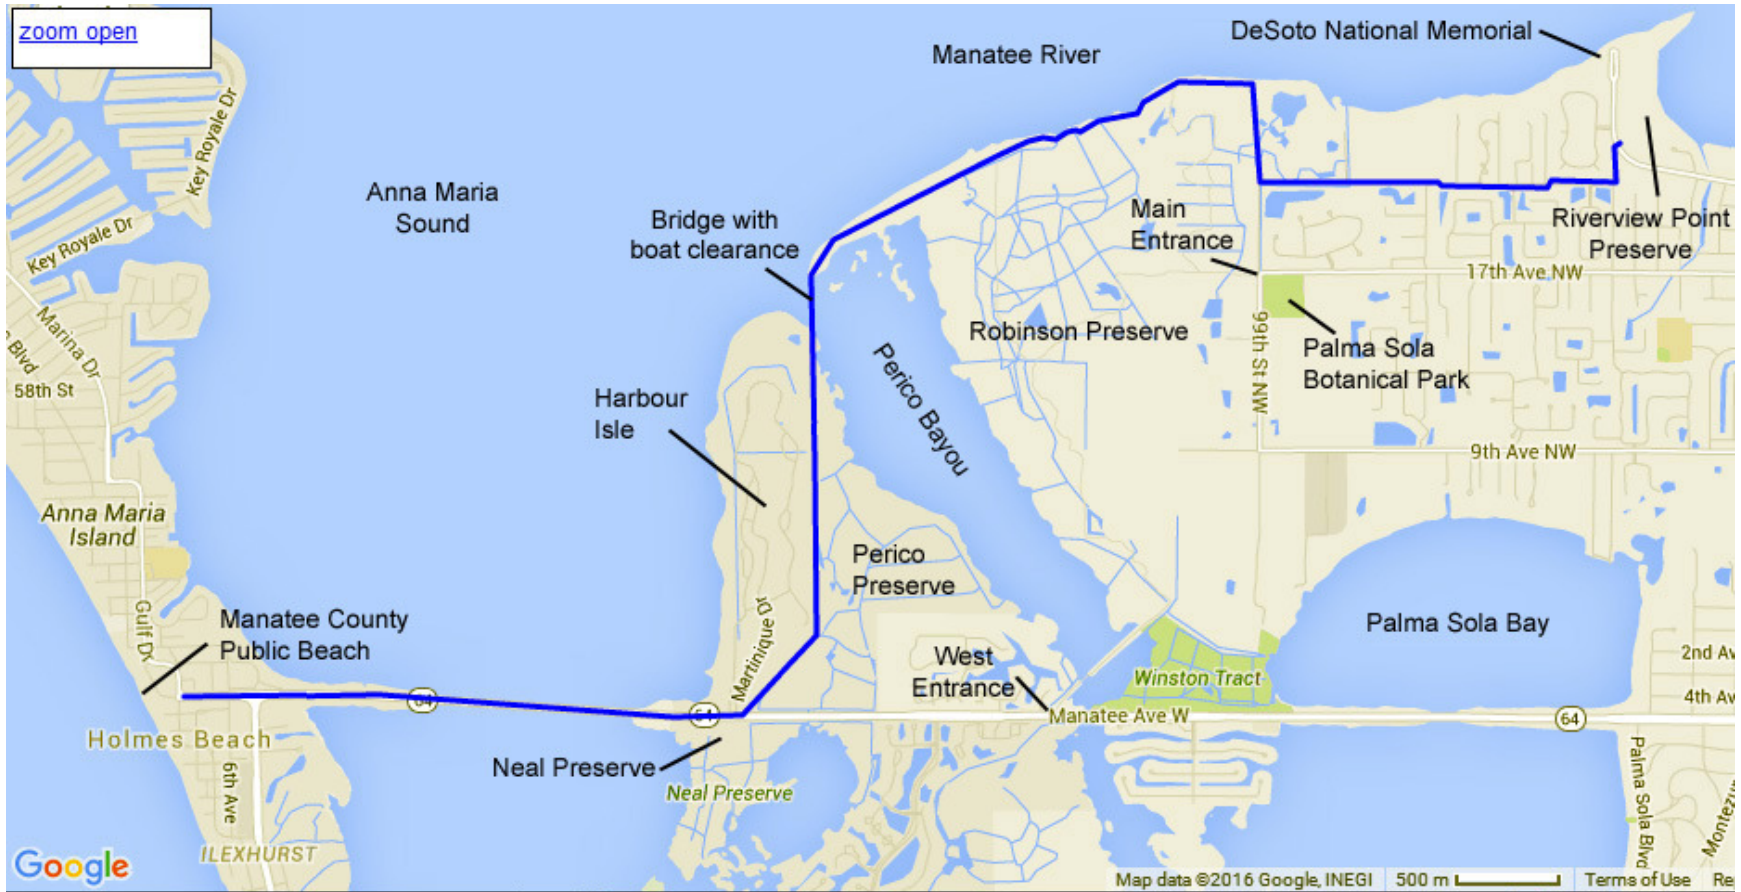 zoom open
DeSoto National Memorial
Manatee River
Key Royale Dr
Anna Maria
Sound
Key Royale Dr
Bridge with
boat clearance
Main
Entrance
Riverview Point
Preserve
17th Ave NW
Marina Dr
Blvd
58th St
Robinson Preserve
99th St NW
Palma Sola
Botanical Park
Perico Bayou
Harbour
Isle
9th Ave NW
Anna Maria
Island
Perico
Preserve
Gulf Dr
Manatee County
Public Beach
Martinique Dr
Palma Sola Bay
West
Entrance
Winston Tract
2nd Av
4th Av
64
64
Manatee Ave W
64
Holmes Beach
Neal Preserve
Neal Preserve
6th Ave
Palma Sola Blvd
Montezu
ILEXHURST
Google
Map data ©2016 Google, INEGI
500 m
Terms of Use
Re